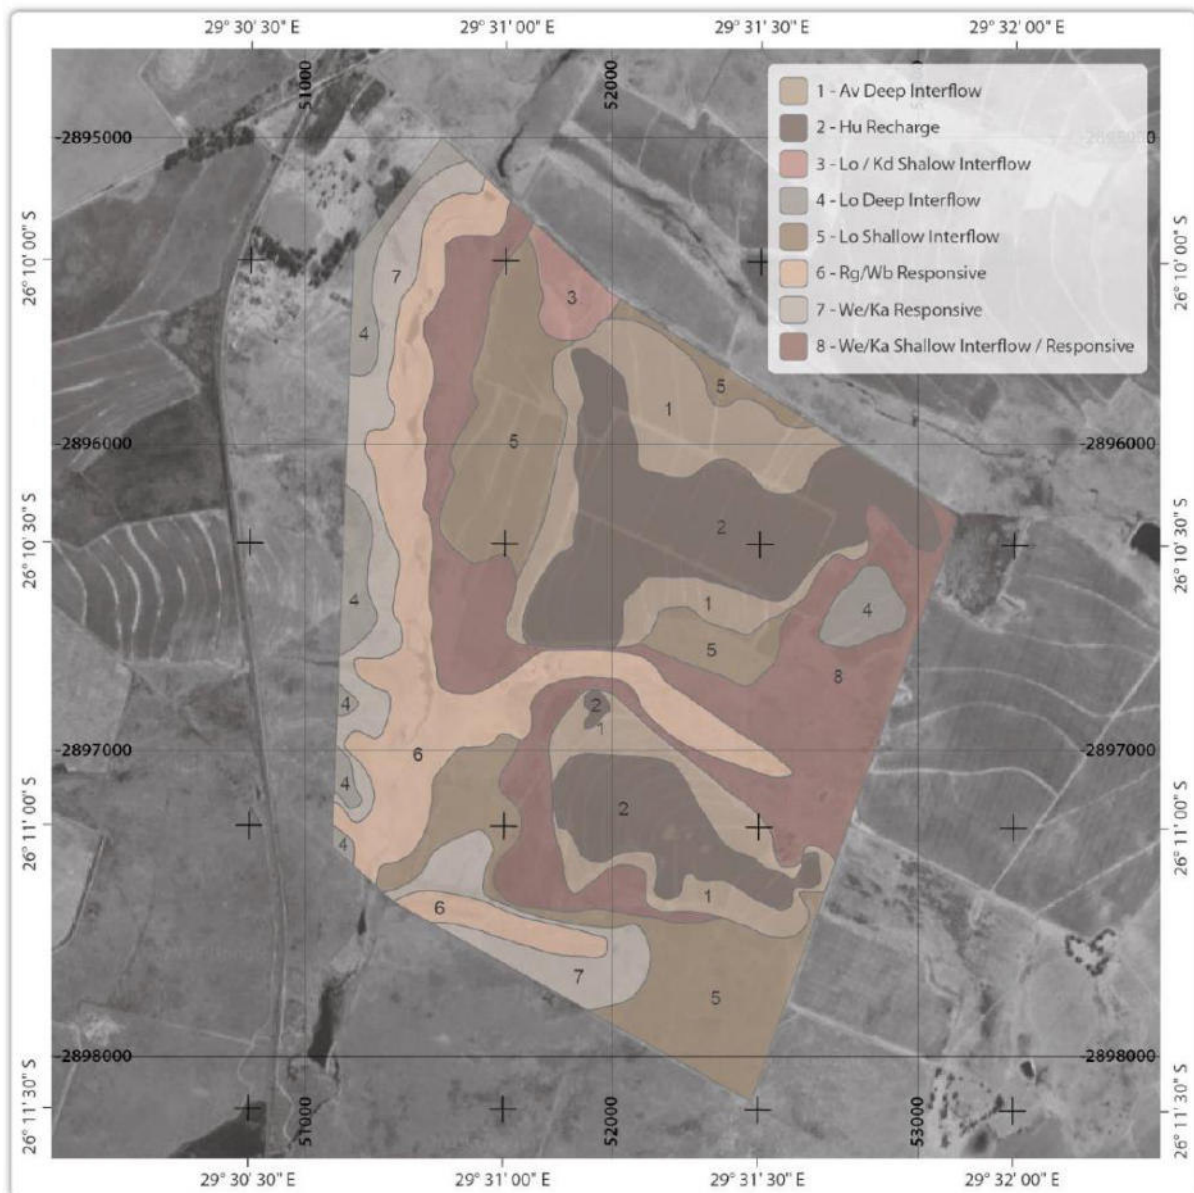 29° 30' 30" E
29° 31' 00" E
29° 31' 30" E
29° 32' 00" E
51000
52000
1 - Av Deep Interflow
2 - Hu Recharge
3 - Lo / Kd Shalow Interflow
4 - Lo Deep Interflow
5 - Lo Shallow Interflow
6 - Rg/Wb Responsive
7 - We/Ka Responsive
8 - We/Ka Shallow Interflow / Responsive
-2895000
-2895000
26° 10' 00" S
26° 10' 00" S
7
3
4
5
1
-2896000
5
-2896000
26° 10' 30" S
2
26° 10' 30" S
4
1
4
5
8
4
2
1
-2897000
6
-2897000
4
2
26° 11' 00" S
26° 11' 00" S
4
1
6
7
5
-2898000
-2898000
26° 11' 30" S
51000
52000
53000
26° 11' 30" S
29° 30' 30" E
29° 31' 00" E
29° 31' 30" E
29° 32' 00" E